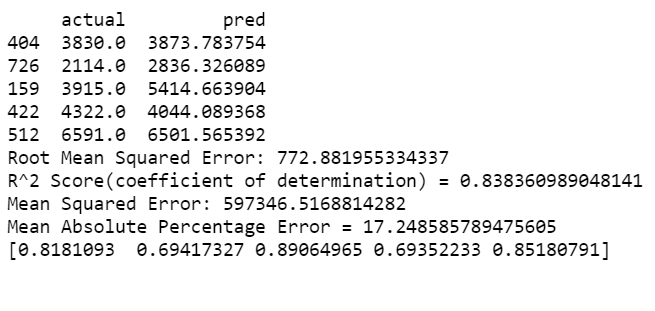 actual         pred
404  3830.0  3873.783754
726  2114.0  2836.326089
159  3915.0  5414.663904
422  4322.0  4044.089368
512  6591.0  6501.565392
Root Mean Squared Error: 772.881955334337
R^2 Score(coefficient of determination) = 0.838360989048141
Mean Squared Error: 597346.5168814282
Mean Absolute Percentage Error = 17.248585789475605
[0.8181093  0.69417327 0.89064965 0.69352233 0.85180791]